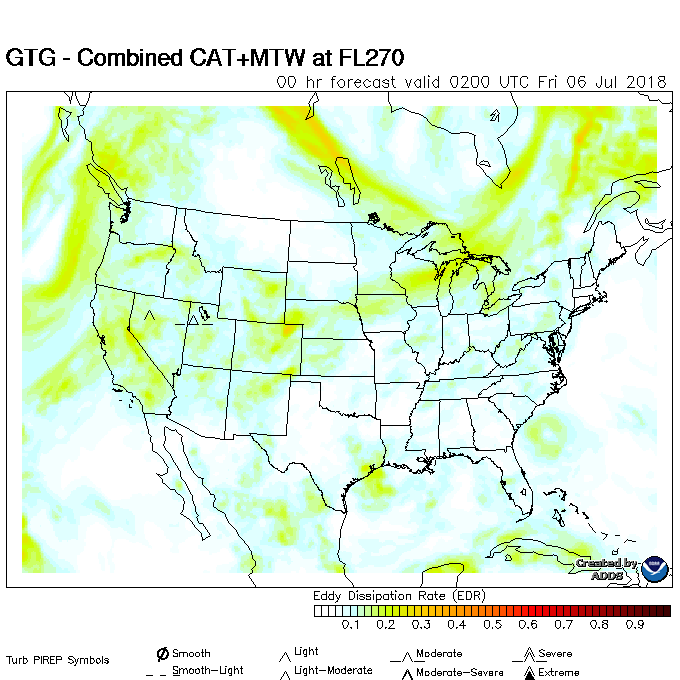 GTG - Combined CAT+MTW at FL270
00 hr forecast valid 0200 UTC Fri 06 Jul 2018
Created by
ADDS
Eddy Dissipation Rate (EDR)
0.1 0.2 0.3 0.4 0.5 0.6 0.7 0.8 0.9
Turb PIREP Symbols
Smooth Light Moderate Severe
Smooth-Light Light-Moderate Moderate-Severe Extreme